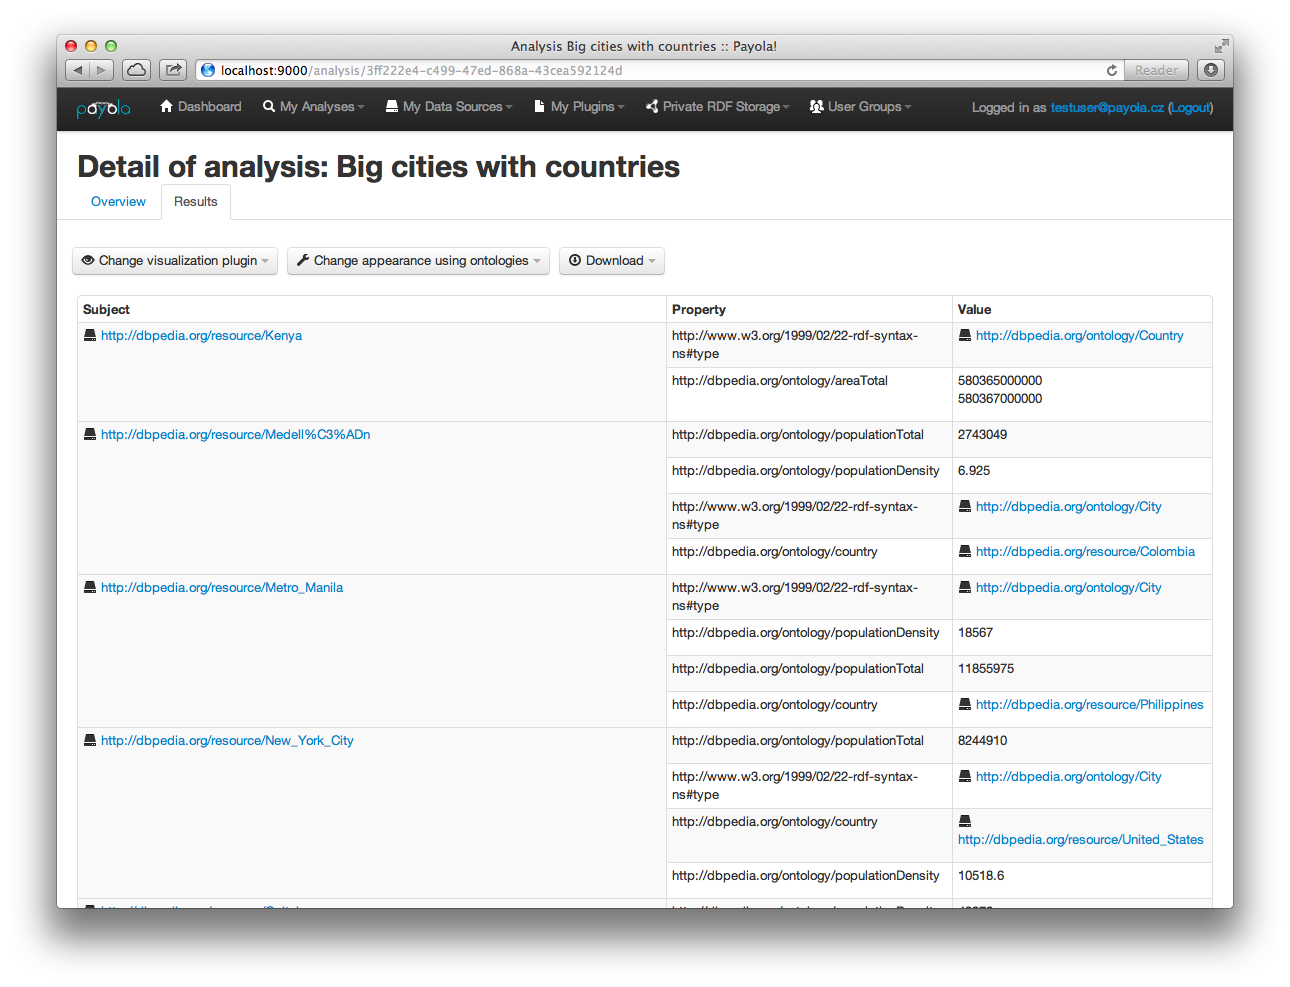 Analysis Big cities with countries :: Payola!
localhost:9000/analysis/3ff222e4-c499-47ed-868a-43cea592124d
Reader
payola Dashboard My Analyses My Data Sources My Plugins Private RDF Storage User Groups Logged in as testuser@payola.cz (Logout)
Detail of analysis: Big cities with countries
Overview Results
Change visualization plugin Change appearance using ontologies Download
Subject Property Value
http://dbpedia.org/resource/Kenya http://www.w3.org/1999/02/22-rdf-syntax- http://dbpedia.org/ontology/Country
ns#type
http://dbpedia.org/ontology/areaTotal 580365000000
580367000000
http://dbpedia.org/resource/Medell%C3%ADn http://dbpedia.org/ontology/populationTotal 2743049
http://dbpedia.org/ontology/populationDensity 6.925
http://www.w3.org/1999/02/22-rdf-syntax- http://dbpedia.org/ontology/City
ns#type
http://dbpedia.org/ontology/country http://dbpedia.org/resource/Colombia
http://dbpedia.org/resource/Metro_Manila http://www.w3.org/1999/02/22-rdf-syntax- http://dbpedia.org/ontology/City
ns#type
http://dbpedia.org/ontology/populationDensity 18567
http://dbpedia.org/ontology/populationTotal 11855975
http://dbpedia.org/ontology/country http://dbpedia.org/resource/Philippines
http://dbpedia.org/resource/New_York_City http://dbpedia.org/ontology/populationTotal 8244910
http://www.w3.org/1999/02/22-rdf-syntax- http://dbpedia.org/ontology/City
ns#type
http://dbpedia.org/ontology/country
http://dbpedia.org/resource/United_States
http://dbpedia.org/ontology/populationDensity 10518.6